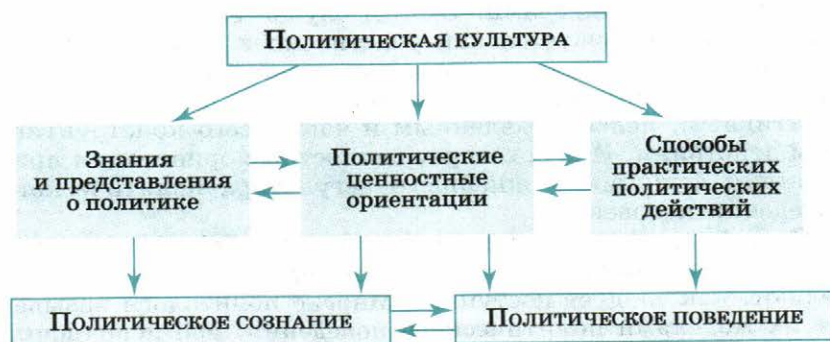 ПОЛИТИЧЕСКАЯ КУЛЬТУРА
Знания
и представления
о политике
Политические
ценностные
ориентации
Способы
практических
политических
действий
ПОЛИТИЧЕСКОЕ СОЗНАНИЕ
ПОЛИТИЧЕСКОЕ ПОВЕДЕНИЕ